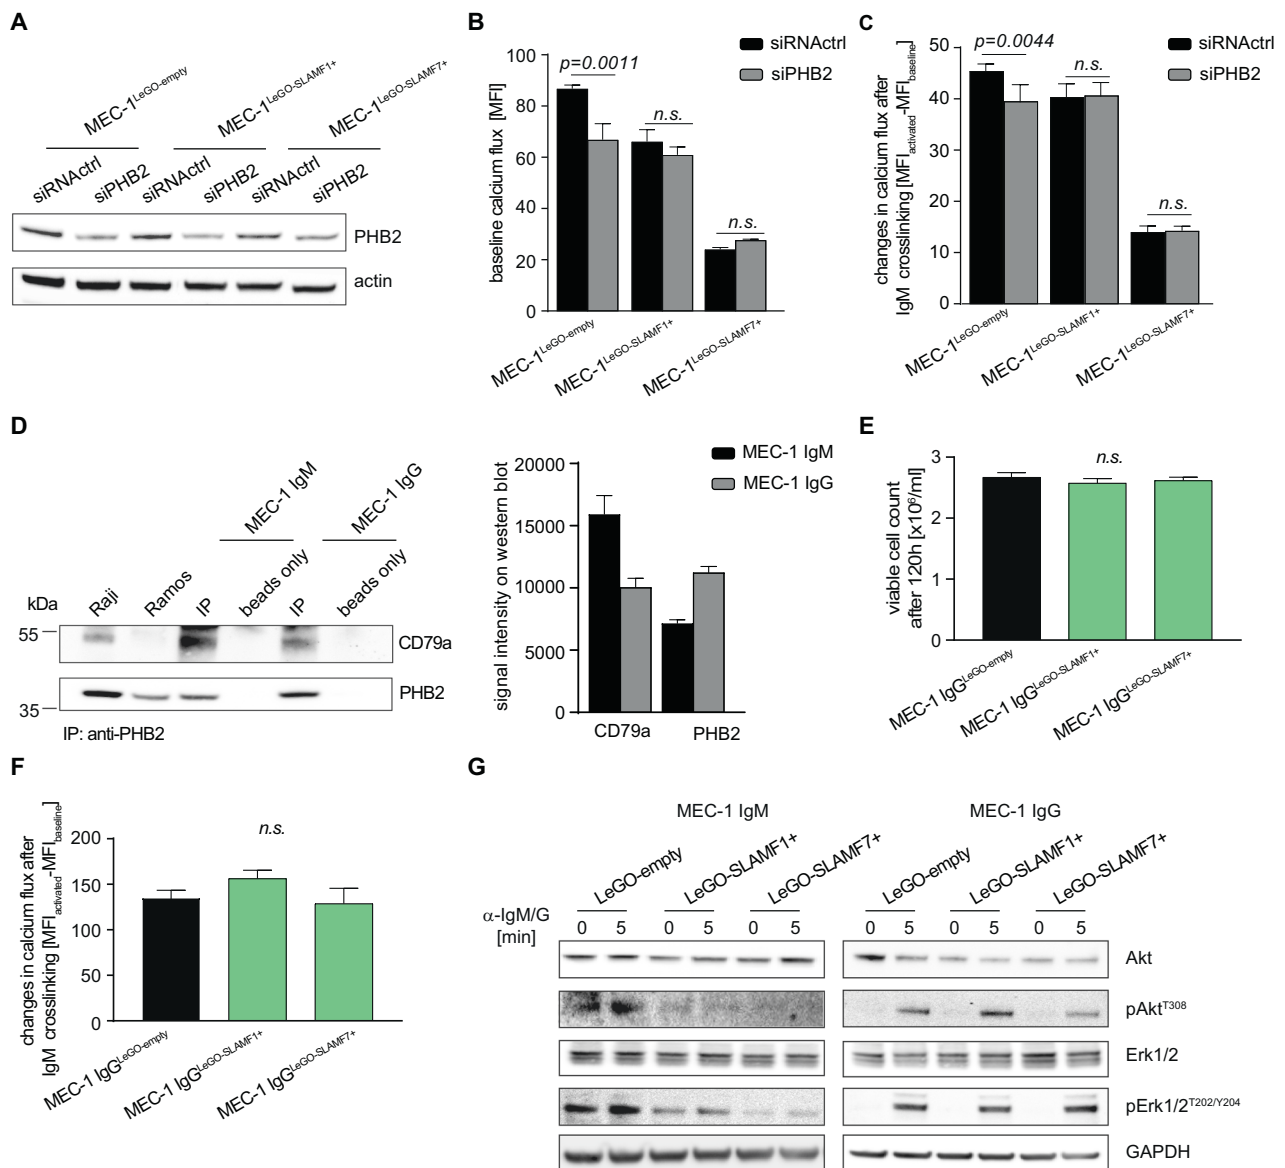 A
MEC-1LeGO-empty
MEC-1LeGO-SLAMF1+
MEC-1LeGO-SLAMF7+
siRNActrl
siPHB2
siRNActrl
siPHB2
siRNActrl
siPHB2
PHB2
actin
B
siRNActrl
siPHB2
baseline calcium flux [MFI]
100
80
60
40
20
0
p=0.0011
n.s.
n.s.
MEC-1LeGO-empty
MEC-1LeGO-SLAMF1+
MEC-1LeGO-SLAMF7+
C
siRNActrl
siPHB2
changes in calcium flux after
IgM crosslinking [MFIactivated-MFIbaseline]
50
40
30
20
10
0
p=0.0044
n.s.
n.s.
MEC-1LeGO-empty
MEC-1LeGO-SLAMF1+
MEC-1LeGO-SLAMF7+
D
MEC-1 IgM
MEC-1 IgG
kDa
Raji
Ramos
IP
beads only
IP
beads only
55
CD79a
PHB2
35
IP: anti-PHB2
MEC-1 IgM
MEC-1 IgG
signal intensity on western blot
20000
15000
10000
5000
0
CD79a
PHB2
E
viable cell count
after 120h [x10⁶/ml]
3
2
1
0
n.s.
MEC-1 IgGLeGO-empty
MEC-1 IgGLeGO-SLAMF1+
MEC-1 IgGLeGO-SLAMF7+
F
changes in calcium flux after
IgM crosslinking [MFIactivated-MFIbaseline]
200
150
100
50
0
n.s.
MEC-1 IgGLeGO-empty
MEC-1 IgGLeGO-SLAMF1+
MEC-1 IgGLeGO-SLAMF7+
G
MEC-1 IgM
MEC-1 IgG
LeGO-empty
LeGO-SLAMF1+
LeGO-SLAMF7+
LeGO-empty
LeGO-SLAMF1+
LeGO-SLAMF7+
α-IgM/G
[min]
0 5 0 5 0 5 0 5 0 5 0 5
Akt
pAktT308
Erk1/2
pErk1/2T202/Y204
GAPDH